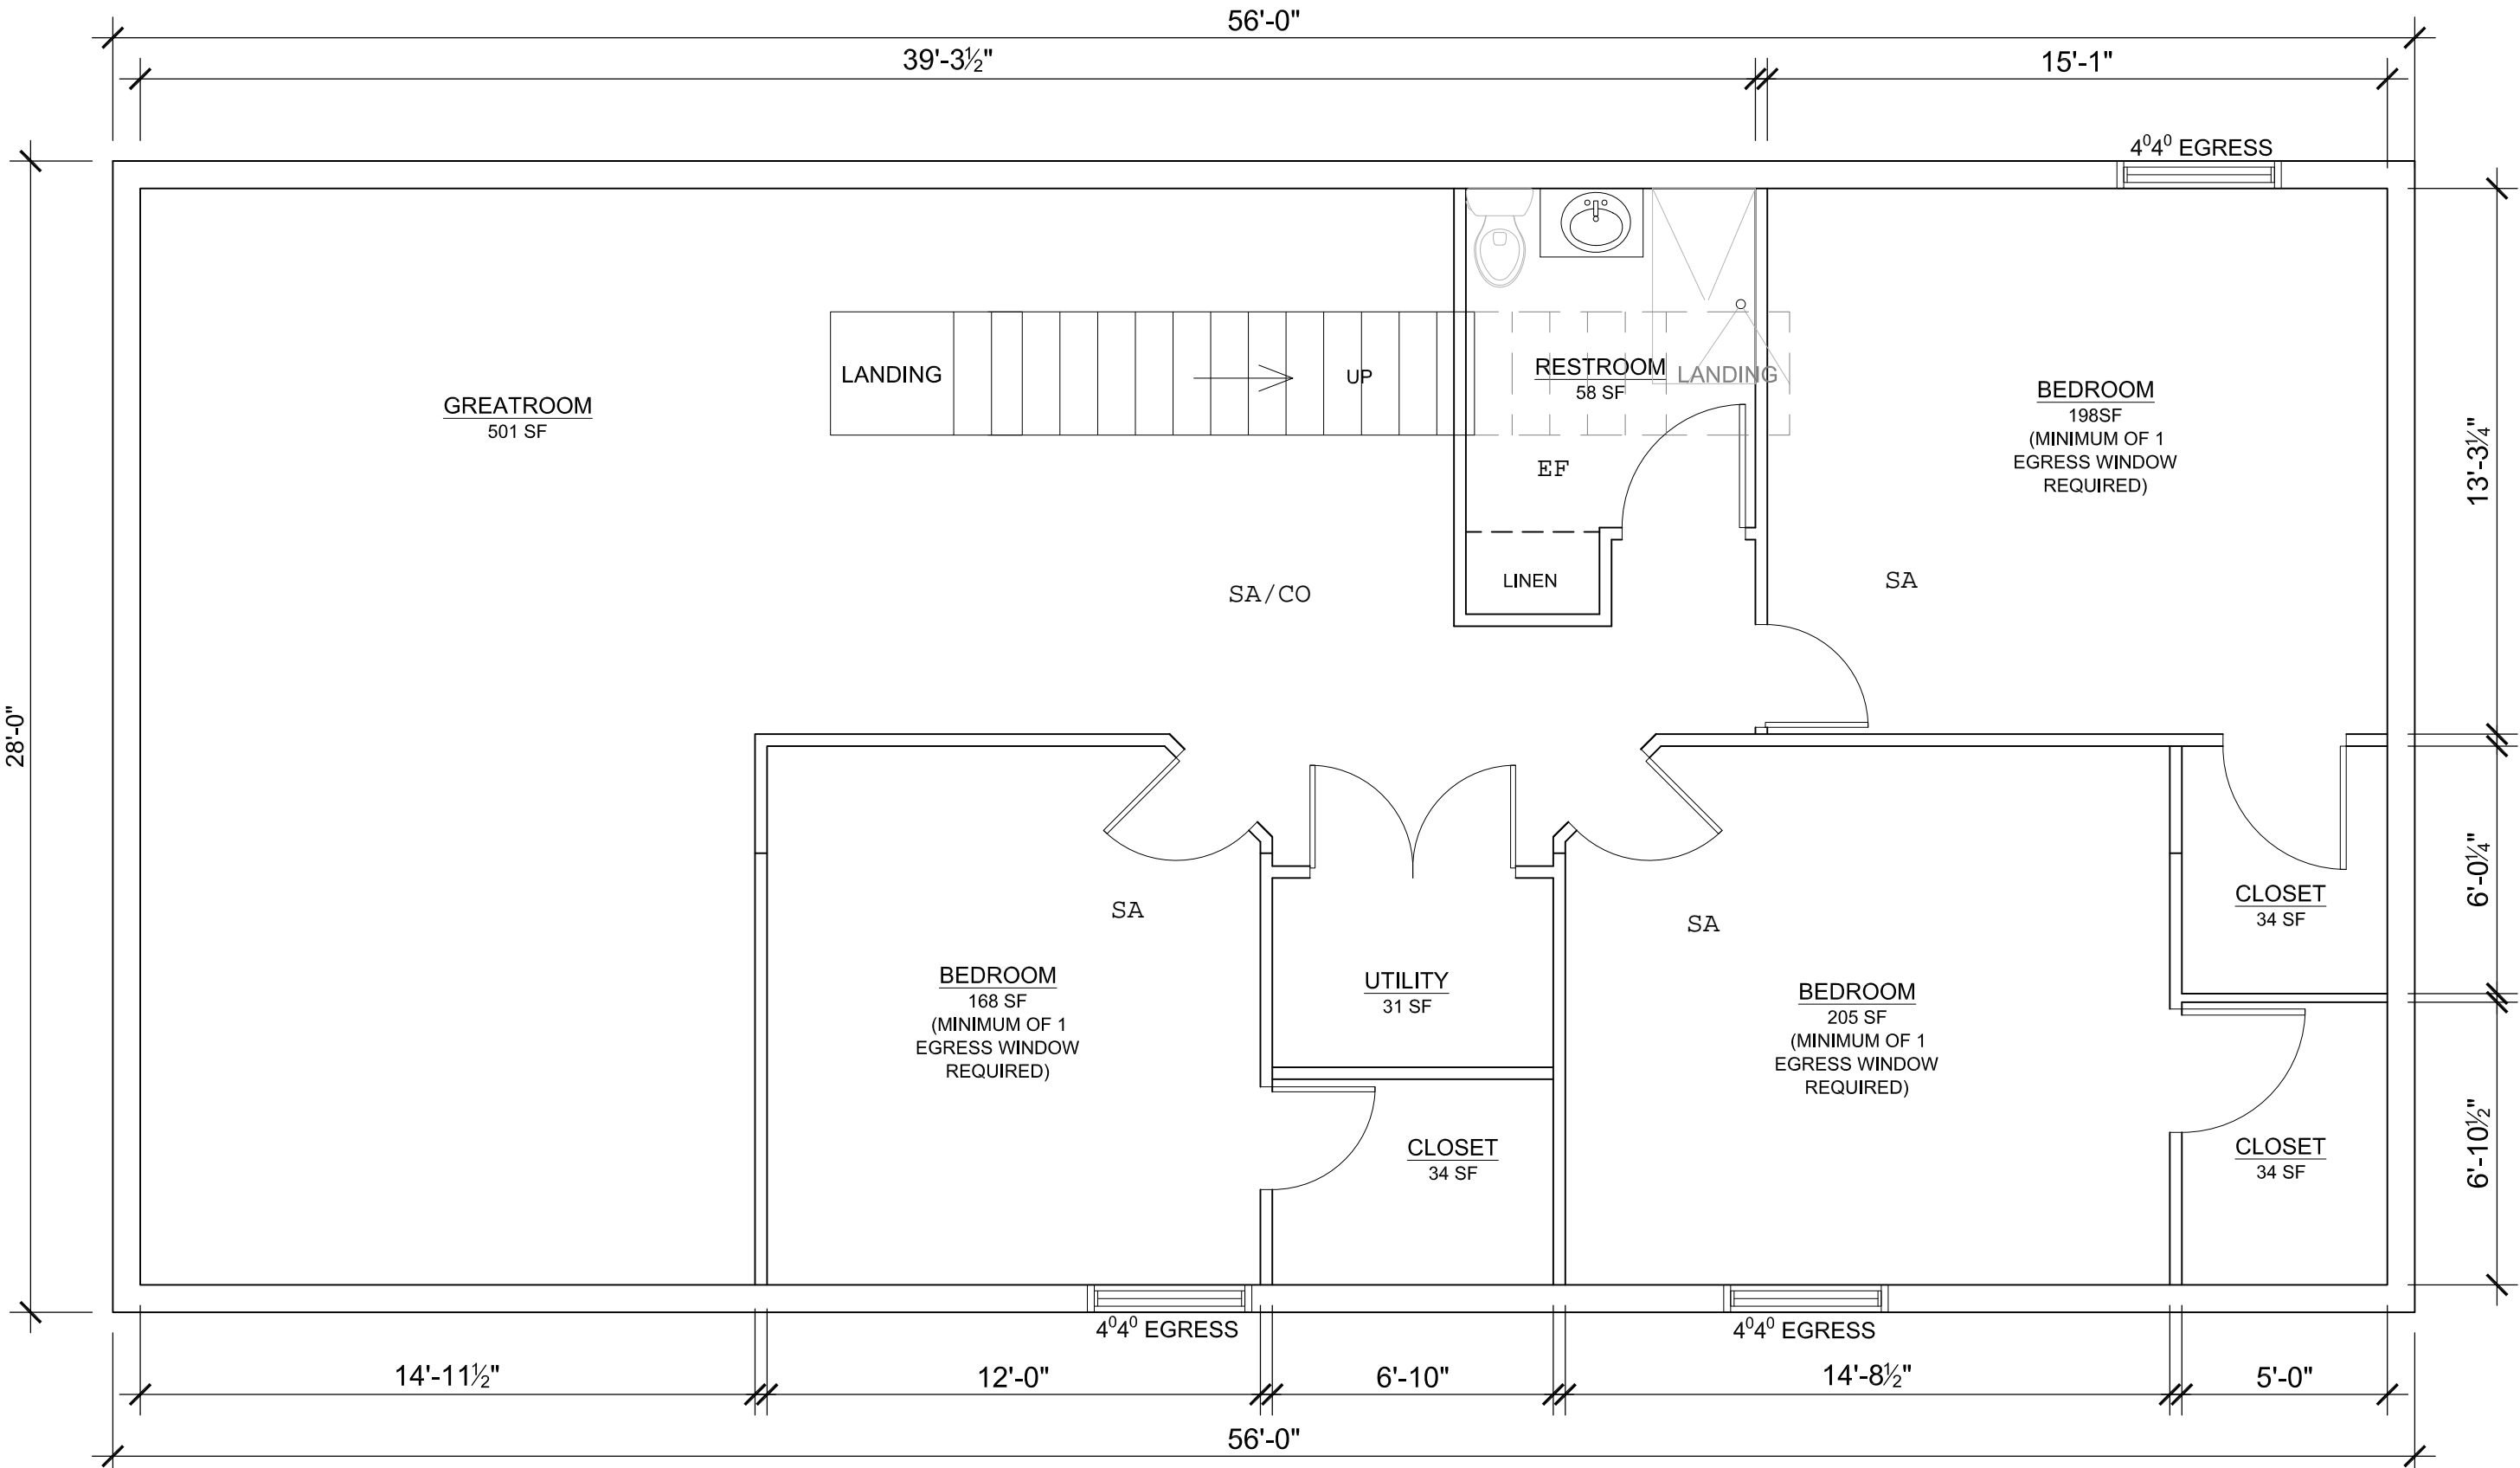 56'-0"
39'-3½"
15'-1"
4⁰4⁰ EGRESS
28'-0"
GREATROOM
501 SF
LANDING
UP
RESTROOM
58 SF
LANDING
EF
LINEN
SA/CO
BEDROOM
198SF
(MINIMUM OF 1
EGRESS WINDOW
REQUIRED)
SA
13'-3¼"
6'-0¼"
6'-10½"
SA
BEDROOM
168 SF
(MINIMUM OF 1
EGRESS WINDOW
REQUIRED)
UTILITY
31 SF
CLOSET
34 SF
SA
BEDROOM
205 SF
(MINIMUM OF 1
EGRESS WINDOW
REQUIRED)
CLOSET
34 SF
CLOSET
34 SF
4⁰4⁰ EGRESS
4⁰4⁰ EGRESS
14'-11½"
12'-0"
6'-10"
14'-8½"
5'-0"
56'-0"